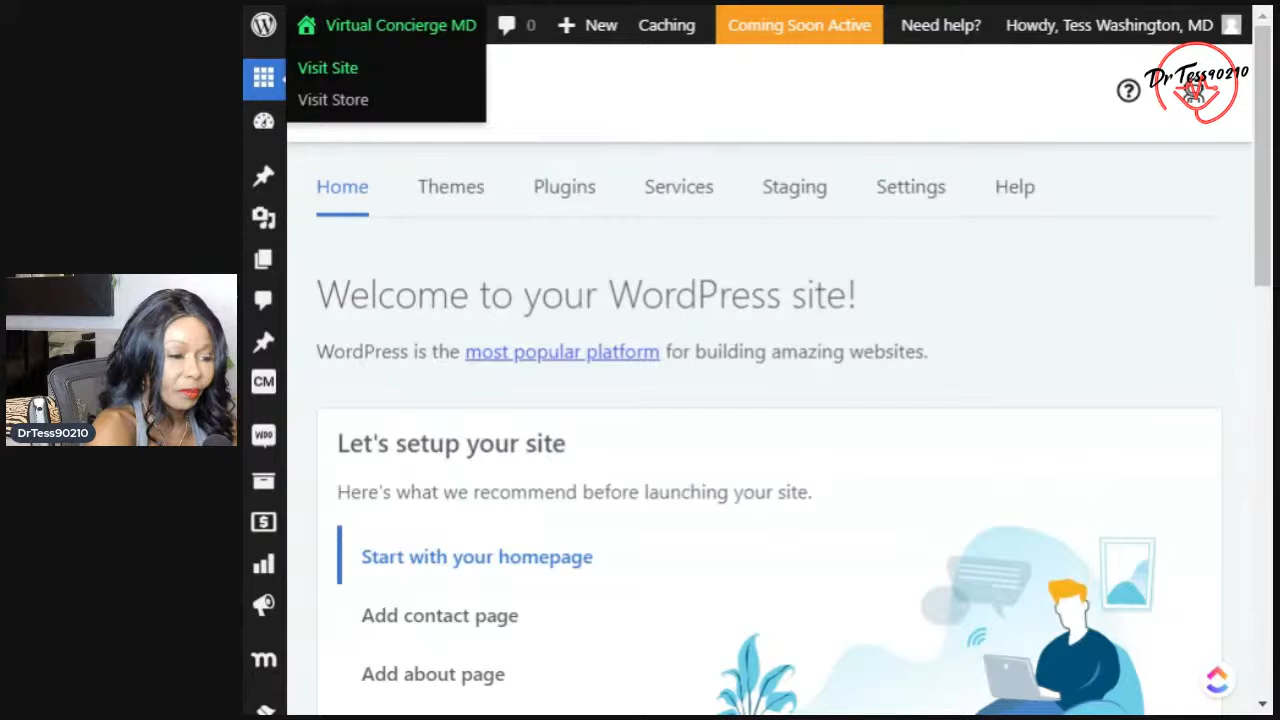 Virtual Concierge MD
0
New
Caching
Coming Soon Active
Need help?
Howdy, Tess Washington, MD
Visit Site
Visit Store
DrTess90210
Home
Themes
Plugins
Services
Staging
Settings
Help
Welcome to your WordPress site!
WordPress is the most popular platform for building amazing websites.
CM
DrTess90210
Woo
Let's setup your site
Here's what we recommend before launching your site.
Start with your homepage
Add contact page
Add about page